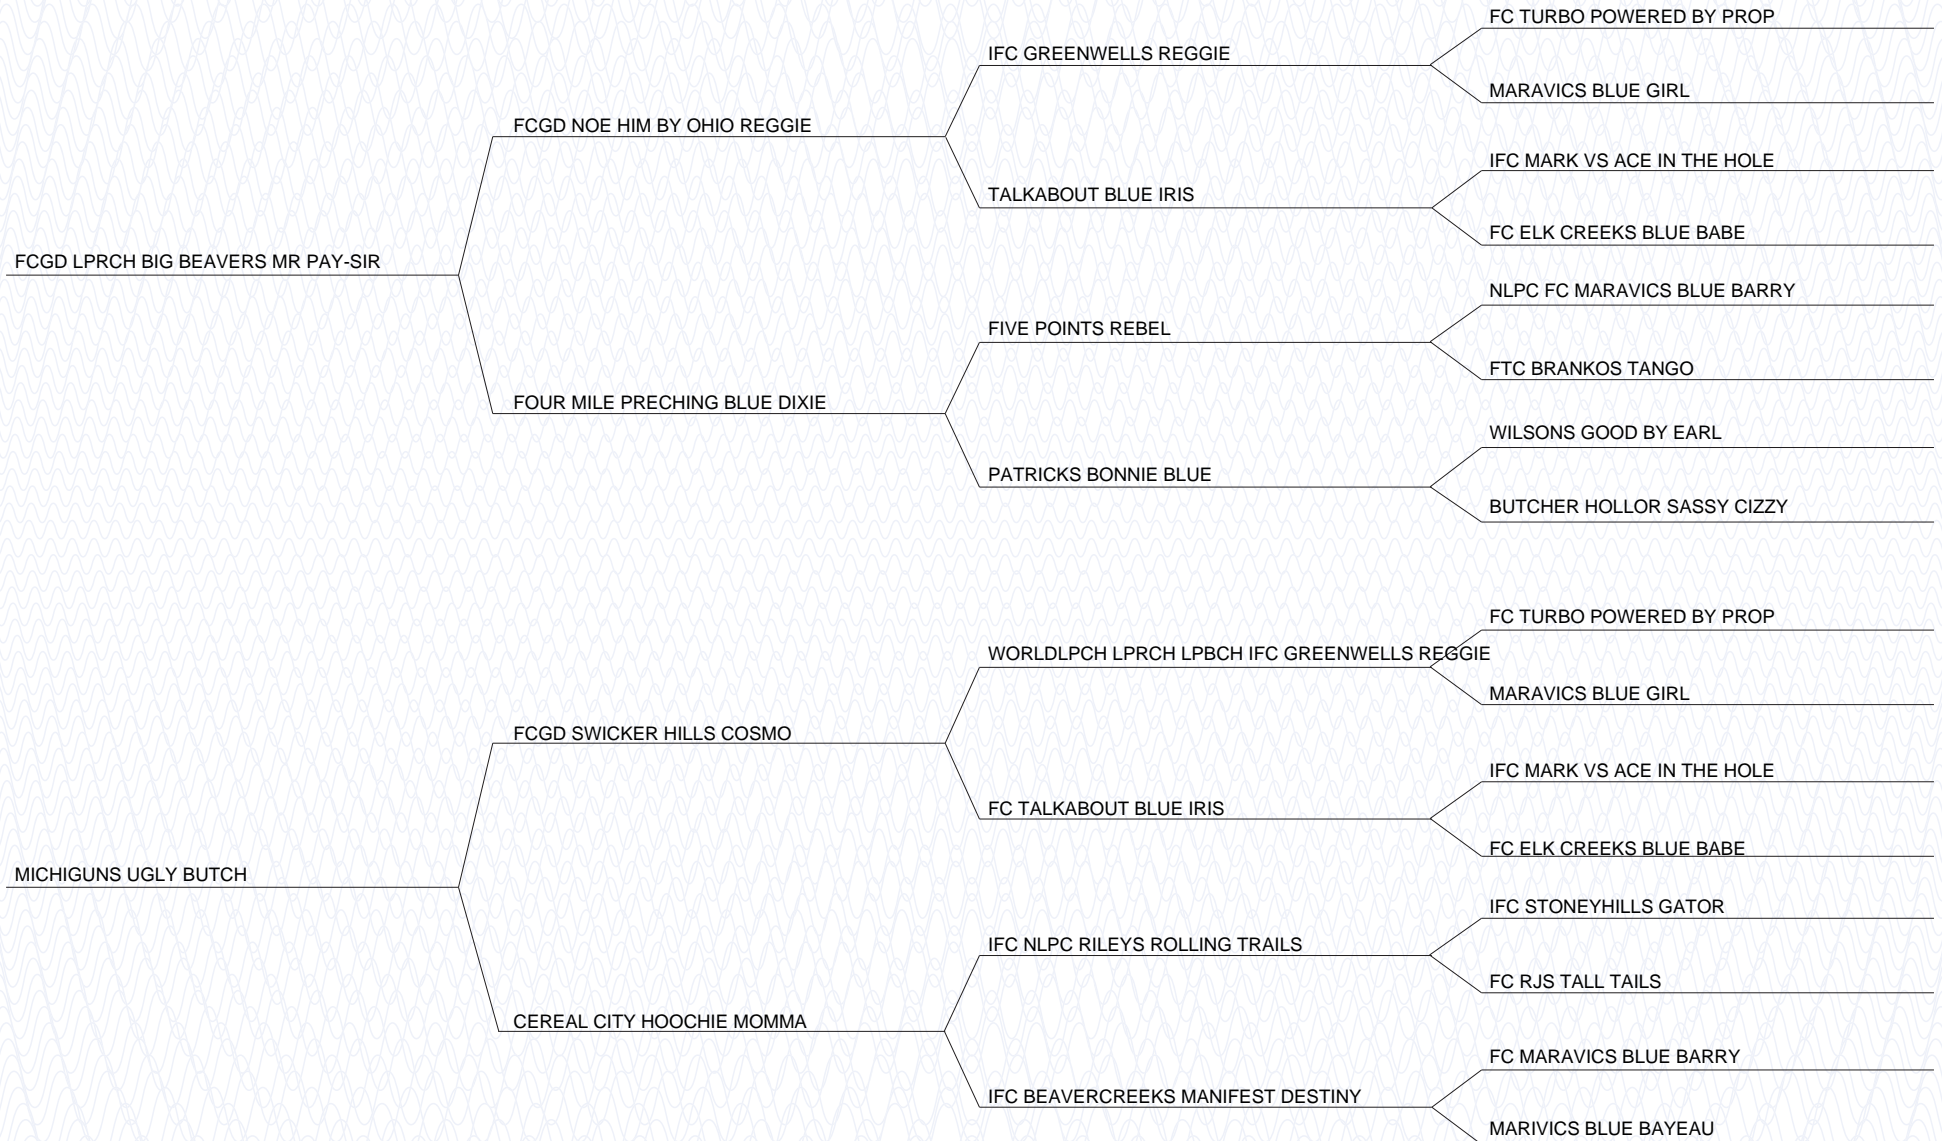 FC TURBO POWERED BY PROP
IFC GREENWELLS REGGIE
MARAVICS BLUE GIRL
FCGD NOE HIM BY OHIO REGGIE
IFC MARK VS ACE IN THE HOLE
TALKABOUT BLUE IRIS
FC ELK CREEKS BLUE BABE
FCGD LPRCH BIG BEAVERS MR PAY-SIR
NLPC FC MARAVICS BLUE BARRY
FIVE POINTS REBEL
FTC BRANKOS TANGO
FOUR MILE PRECHING BLUE DIXIE
WILSONS GOOD BY EARL
PATRICKS BONNIE BLUE
BUTCHER HOLLOR SASSY CIZZY
FC TURBO POWERED BY PROP
WORLDLPCH LPRCH LPBCH IFC GREENWELLS REGGIE
MARAVICS BLUE GIRL
FCGD SWICKER HILLS COSMO
IFC MARK VS ACE IN THE HOLE
FC TALKABOUT BLUE IRIS
FC ELK CREEKS BLUE BABE
MICHIGUNS UGLY BUTCH
IFC STONEYHILLS GATOR
IFC NLPC RILEYS ROLLING TRAILS
FC RJS TALL TAILS
CEREAL CITY HOOCHIE MOMMA
FC MARAVICS BLUE BARRY
IFC BEAVERCREEKS MANIFEST DESTINY
MARIVICS BLUE BAYEAU